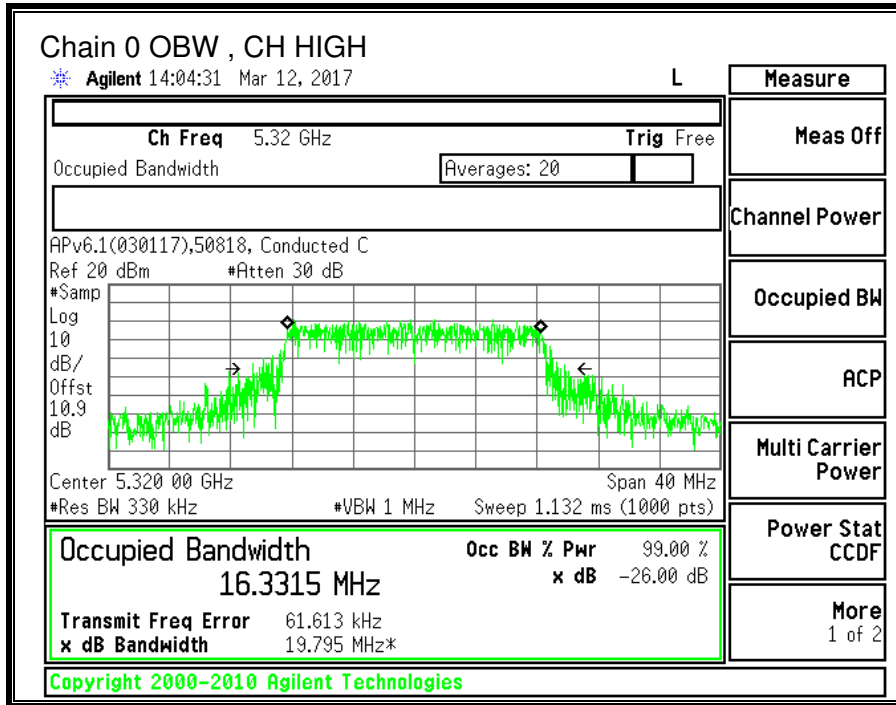 Chain 0 OBW , CH HIGH
Agilent 14:04:31 Mar 12, 2017 L
Measure
Ch Freq 5.32 GHz Trig Free
Meas Off
Occupied Bandwidth Averages: 20
Channel Power
APv6.1(030117),50818, Conducted C
Ref 20 dBm #Atten 30 dB
#Samp
Log
10
dB/
Offst
10.9
dB
Occupied BW
ACP
Center 5.320 00 GHz Span 40 MHz
#Res BW 330 kHz #VBW 1 MHz Sweep 1.132 ms (1000 pts)
Multi Carrier
Power
Occupied Bandwidth Occ BW % Pwr 99.00 %
16.3315 MHz x dB -26.00 dB
Transmit Freq Error 61.613 kHz
x dB Bandwidth 19.795 MHz*
Power Stat
CCDF
More
1 of 2
Copyright 2000-2010 Agilent Technologies